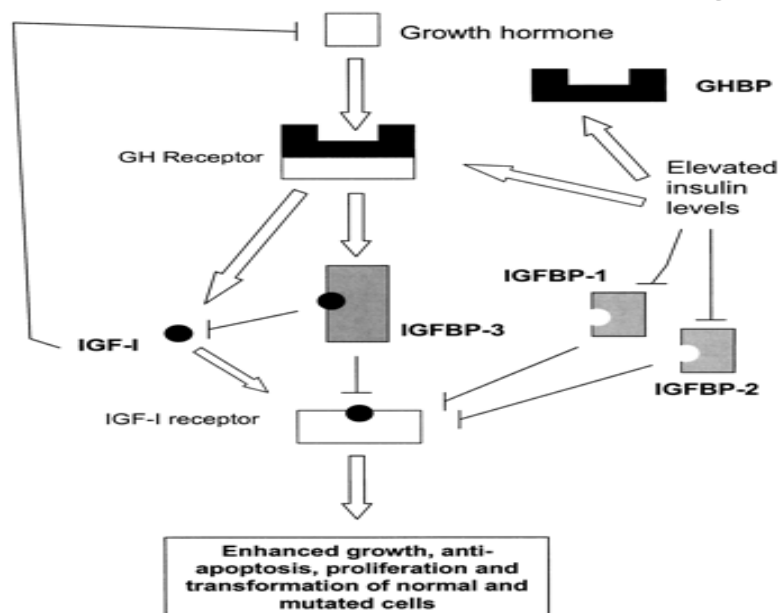 Growth hormone
GHBP
GH Receptor
Elevated
insulin
levels
IGFBP-1
IGFBP-3
IGF-I
IGFBP-2
IGF-I receptor
Enhanced growth, anti-
apoptosis, proliferation and
transformation of normal and
mutated cells